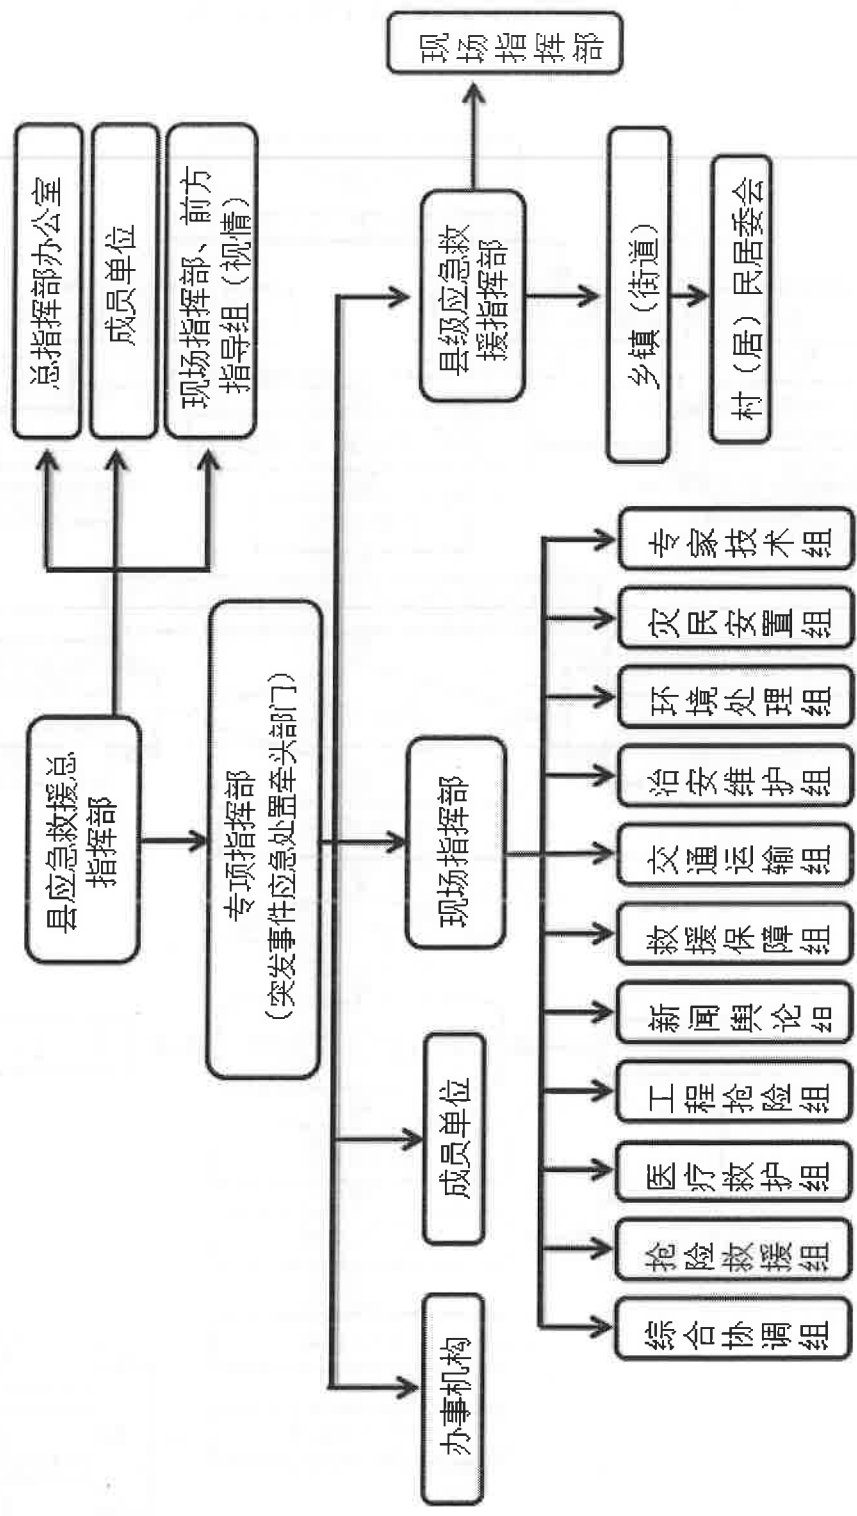 县应急救援总
指挥部
总指挥部办公室
成员单位
现场指挥部、前方
指导组（视情）
专项指挥部
（突发事件应急处置牵头部门）
办事机构
成员单位
现场指挥部
县级应急救
援指挥部
现场指挥部
乡镇（街道）
村（居）民居委会
综合协调组
抢险救援组
医疗救护组
工程抢险组
新闻舆论组
救援保障组
交通运输组
治安维护组
环境处理组
灾民安置组
专家技术组